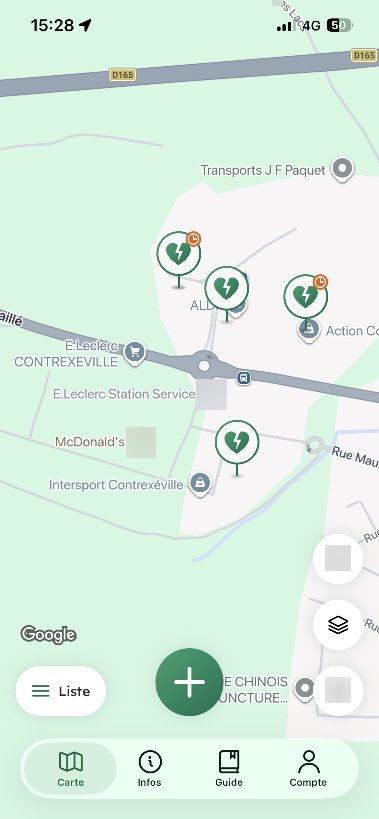 15:28
4G
50
D165
D165
Transports J F Paquet
ALD
Action Co
aillé
E.Leclerc
CONTREXEVILLE
E.Leclerc Station Service
McDonald's
Rue Mau
Intersport Contrexéville
Rue
Google
E CHINOIS
UNCTURE...
Liste
Carte
Infos
Guide
Compte